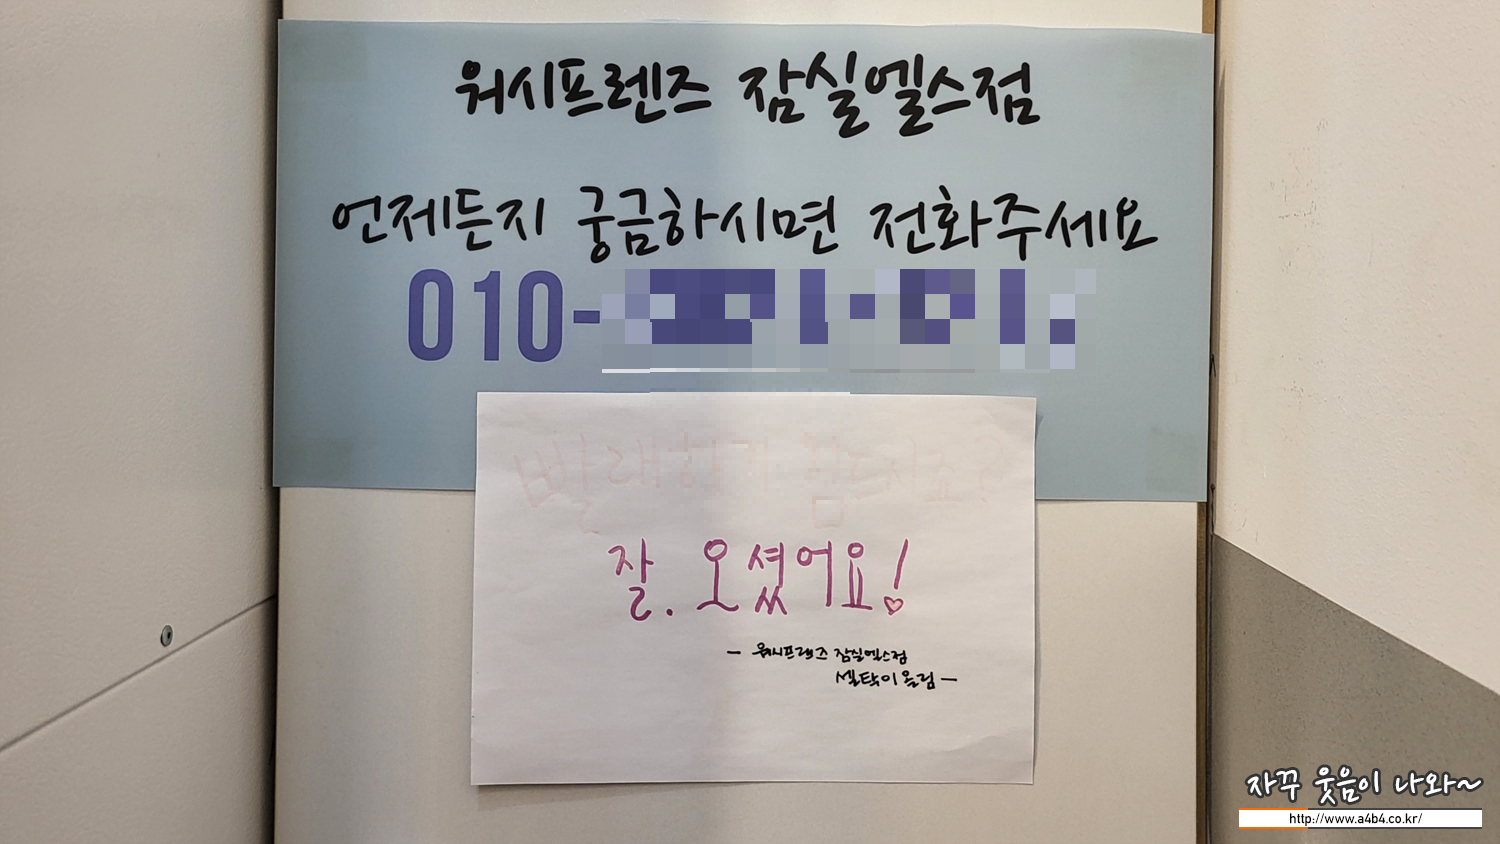 워시프렌즈 잠실엘스점
언제든지 궁금하시면 전화주세요
010-
빨래하기 힘드시죠?
잘. 오셨어요!
- 워시프렌즈 잠실엘스점
셀탁이 올림 -
자꾸 웃음이 나와~
http://www.a4b4.co.kr/